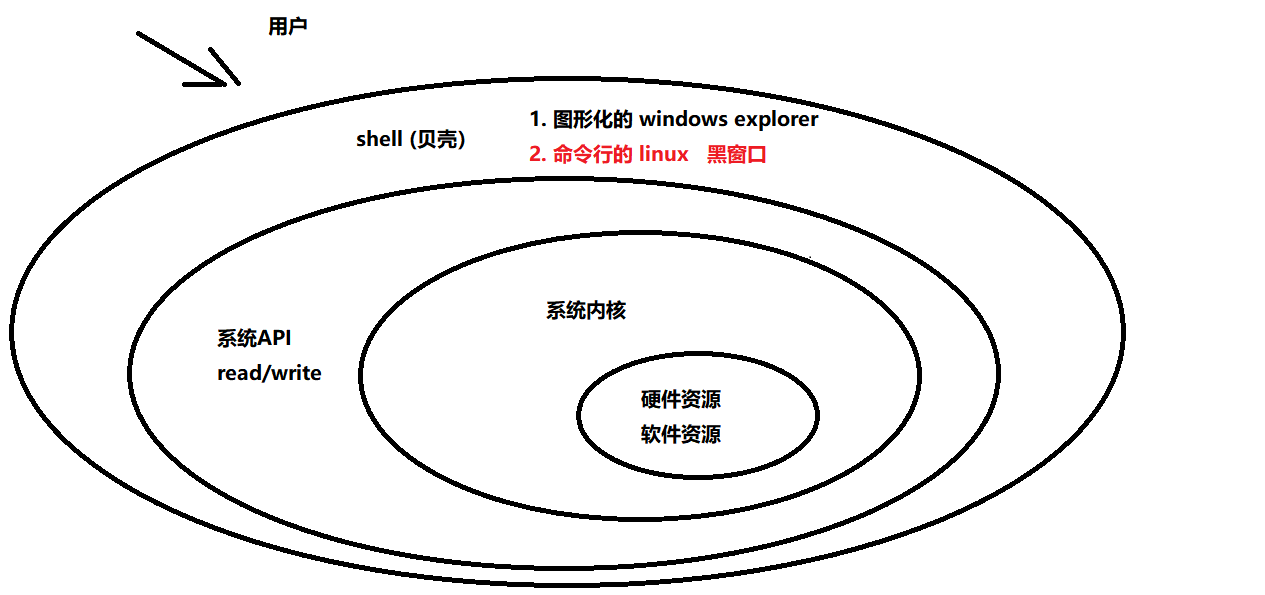 用户
shell (贝壳)
1. 图形化的 windows explorer
2. 命令行的 linux 黑窗口
系统内核
系统API
read/write
硬件资源
软件资源